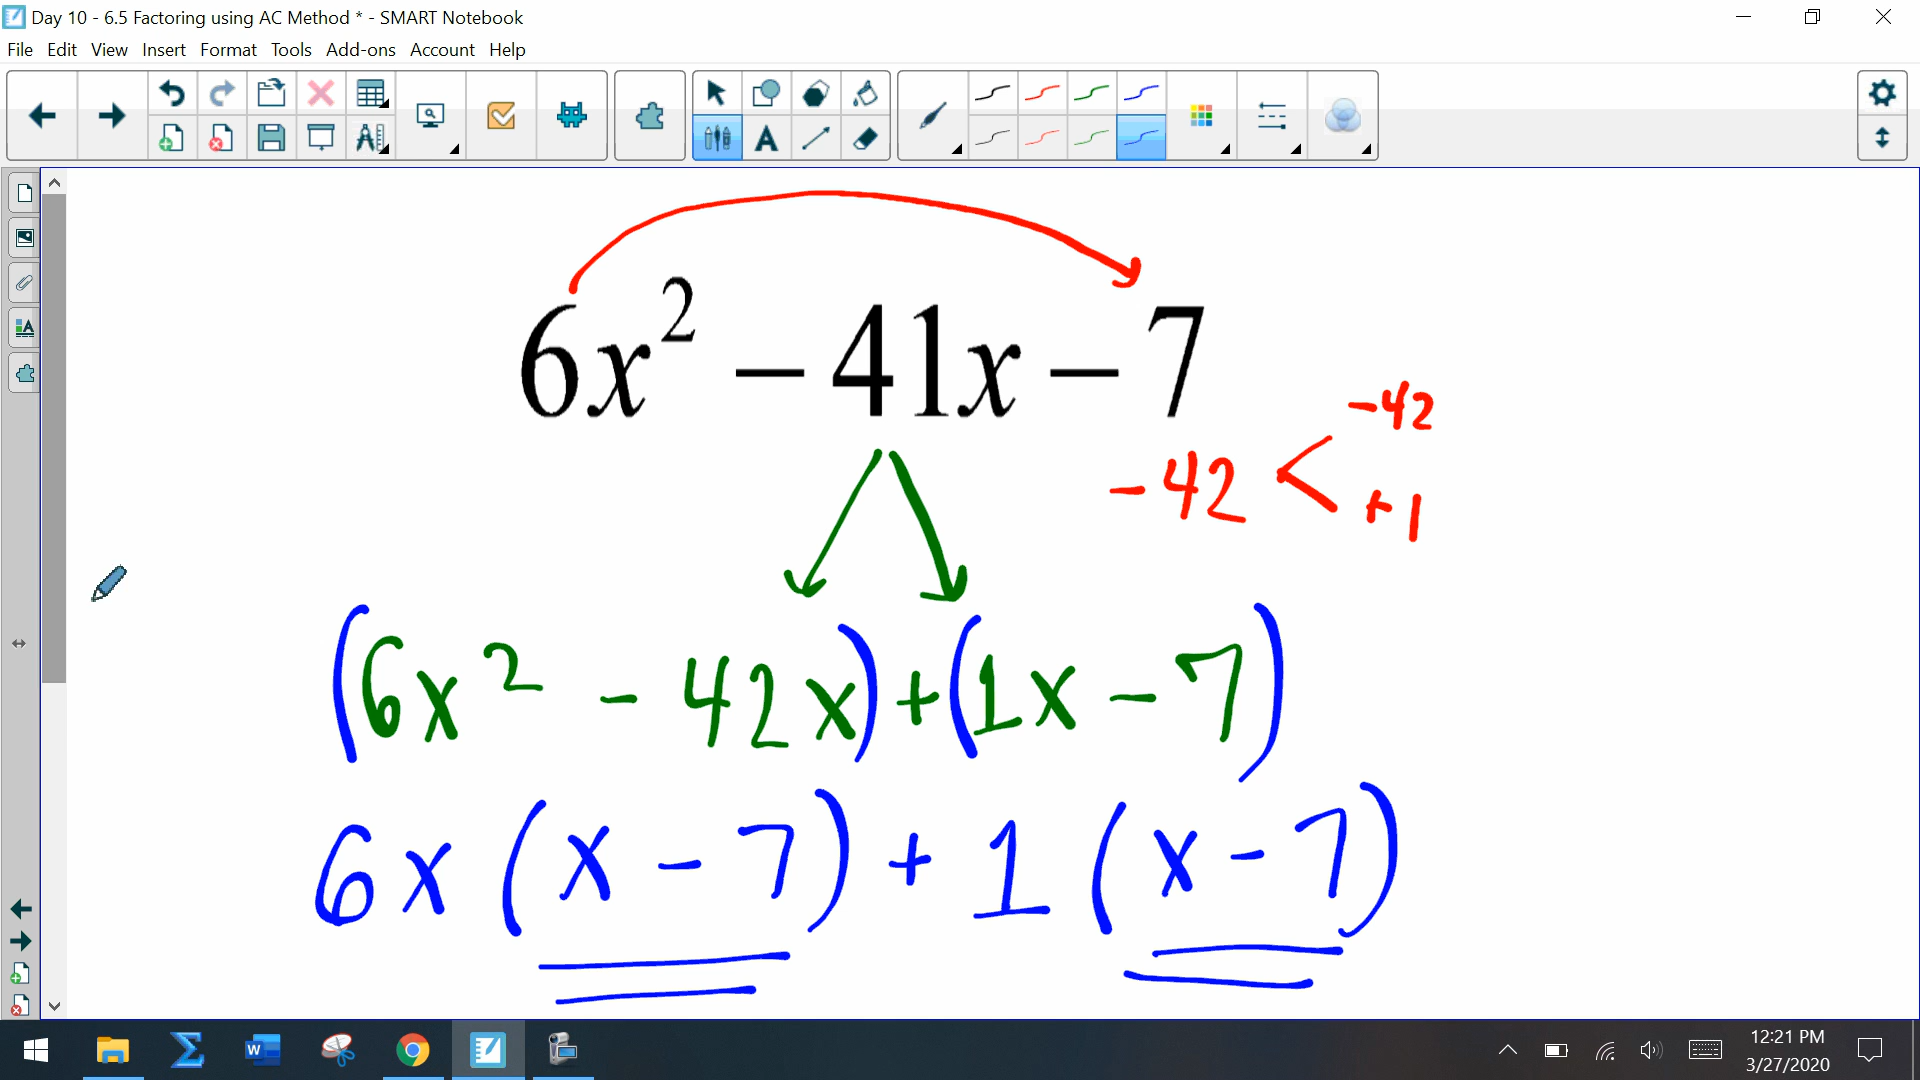 Day 10 - 6.5 Factoring using AC Method * - SMART Notebook
File Edit View Insert Format Tools Add-ons Account Help
6x² − 41x − 7
-42
-42
+1
(6x² - 42x) + (1x - 7)
6x (x - 7) + 1 (x - 7)
12:21 PM
3/27/2020